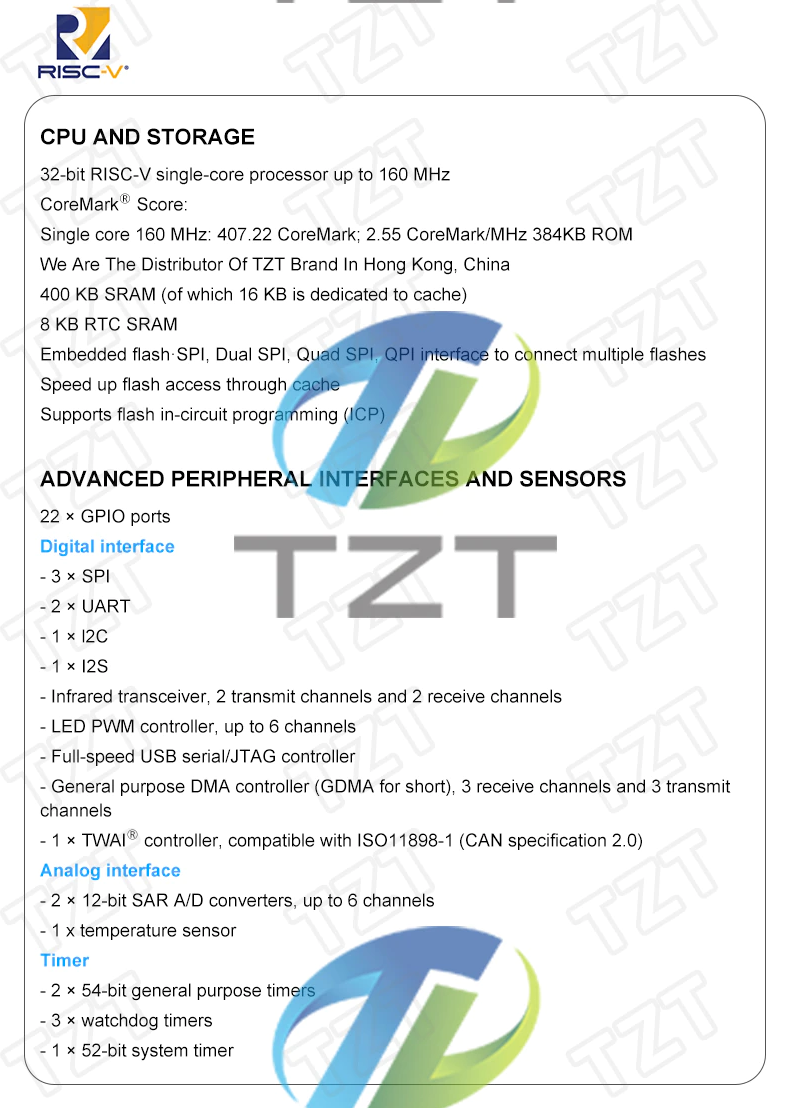 RISC-V®
CPU AND STORAGE
32-bit RISC-V single-core processor up to 160 MHz
CoreMark® Score:
Single core 160 MHz: 407.22 CoreMark; 2.55 CoreMark/MHz 384KB ROM
We Are The Distributor Of TZT Brand In Hong Kong, China
400 KB SRAM (of which 16 KB is dedicated to cache)
8 KB RTC SRAM
Embedded flash·SPI, Dual SPI, Quad SPI, QPI interface to connect multiple flashes
Speed up flash access through cache
Supports flash in-circuit programming (ICP)
ADVANCED PERIPHERAL INTERFACES AND SENSORS
22 × GPIO ports
Digital interface
- 3 × SPI
TZT
- 2 × UART
- 1 × I2C
- 1 × I2S
- Infrared transceiver, 2 transmit channels and 2 receive channels
- LED PWM controller, up to 6 channels
- Full-speed USB serial/JTAG controller
- General purpose DMA controller (GDMA for short), 3 receive channels and 3 transmit
channels
- 1 × TWAI® controller, compatible with ISO11898-1 (CAN specification 2.0)
Analog interface
- 2 × 12-bit SAR A/D converters, up to 6 channels
- 1 x temperature sensor
Timer
- 2 × 54-bit general purpose timers
- 3 × watchdog timers
- 1 × 52-bit system timer